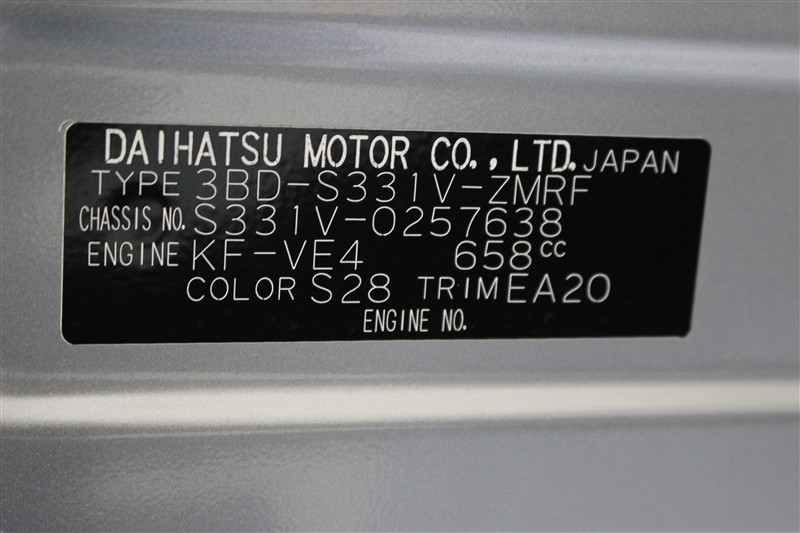 DAIHATSU MOTOR CO., LTD. JAPAN
TYPE 3BD-S331V-ZMRF
CHASSIS NO. S331V-0257638
ENGINE KF-VE4 658cc
COLOR S28 TRIM EA20
ENGINE NO.